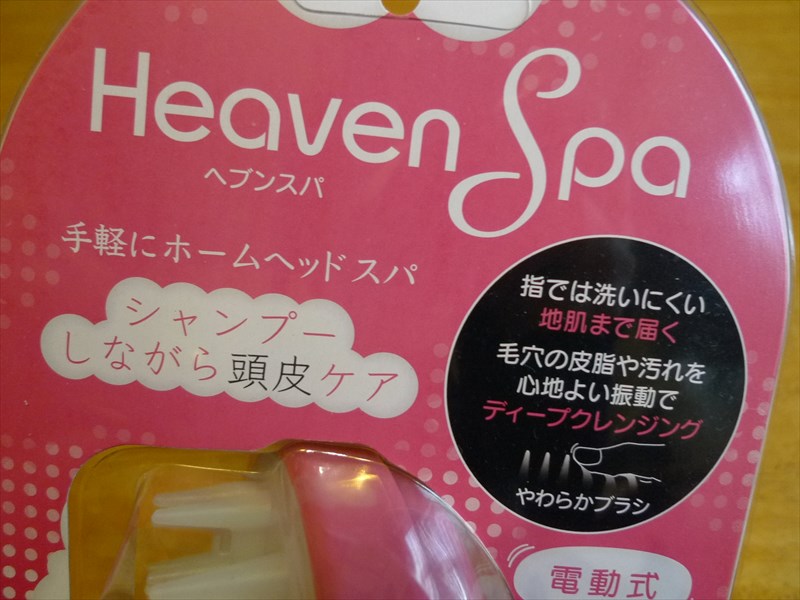 Heaven Spa
ヘブンスパ
手軽にホームヘッドスパ
シャンプー
しながら頭皮ケア
指では洗いにくい
地肌まで届く
毛穴の皮脂や汚れを
心地よい振動で
ディープクレンジング
やわらかブラシ
電動式